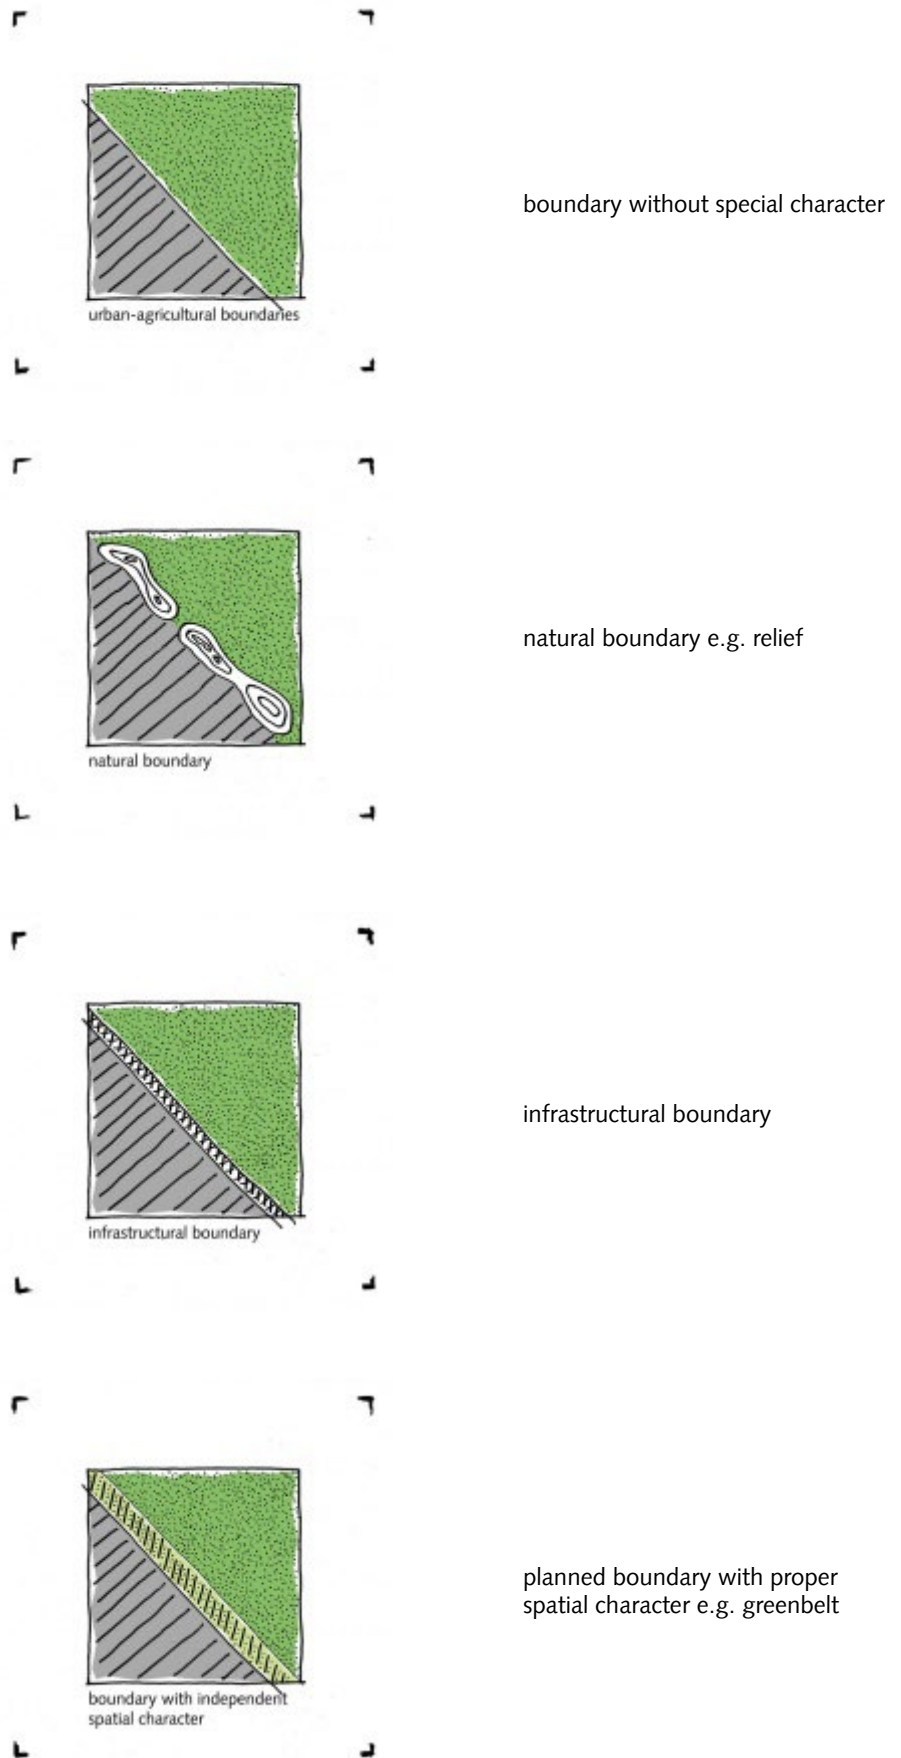 boundary without special character
urban-agricultural boundaries
natural boundary e.g. relief
natural boundary
infrastructural boundary
infrastructural boundary
planned boundary with proper
spatial character e.g. greenbelt
boundary with independent
spatial character